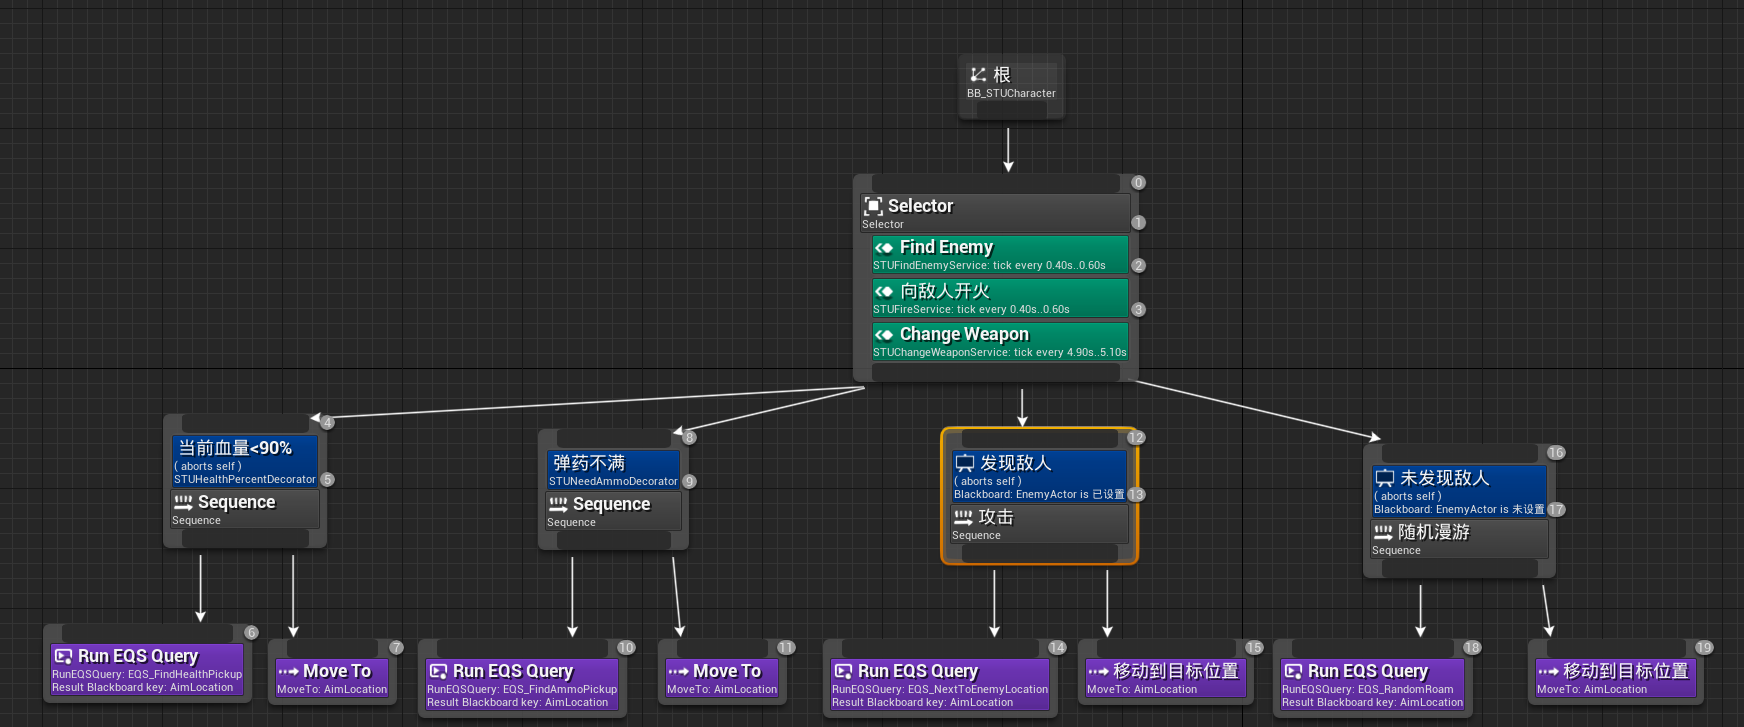 根
BB_STUCharacter
0
Selector
Selector
1
Find Enemy
STUFindEnemyService: tick every 0.40s..0.60s
2
向敌人开火
STUFireService: tick every 0.40s..0.60s
3
Change Weapon
STUChangeWeaponService: tick every 4.90s..5.10s
4
当前血量<90%
( aborts self )
STUHealthPercentDecorator
5
Sequence
Sequence
8
弹药不满
STUNeedAmmoDecorator
9
Sequence
Sequence
12
发现敌人
( aborts self )
Blackboard: EnemyActor is 已设置
13
攻击
Sequence
16
未发现敌人
( aborts self )
Blackboard: EnemyActor is 未设置
17
随机漫游
Sequence
6
Run EQS Query
RunEQSQuery: EQS_FindHealthPickup
Result Blackboard key: AimLocation
7
Move To
MoveTo: AimLocation
10
Run EQS Query
RunEQSQuery: EQS_FindAmmoPickup
Result Blackboard key: AimLocation
11
Move To
MoveTo: AimLocation
14
Run EQS Query
RunEQSQuery: EQS_NextToEnemyLocation
Result Blackboard key: AimLocation
15
移动到目标位置
MoveTo: AimLocation
18
Run EQS Query
RunEQSQuery: EQS_RandomRoam
Result Blackboard key: AimLocation
19
移动到目标位置
MoveTo: AimLocation